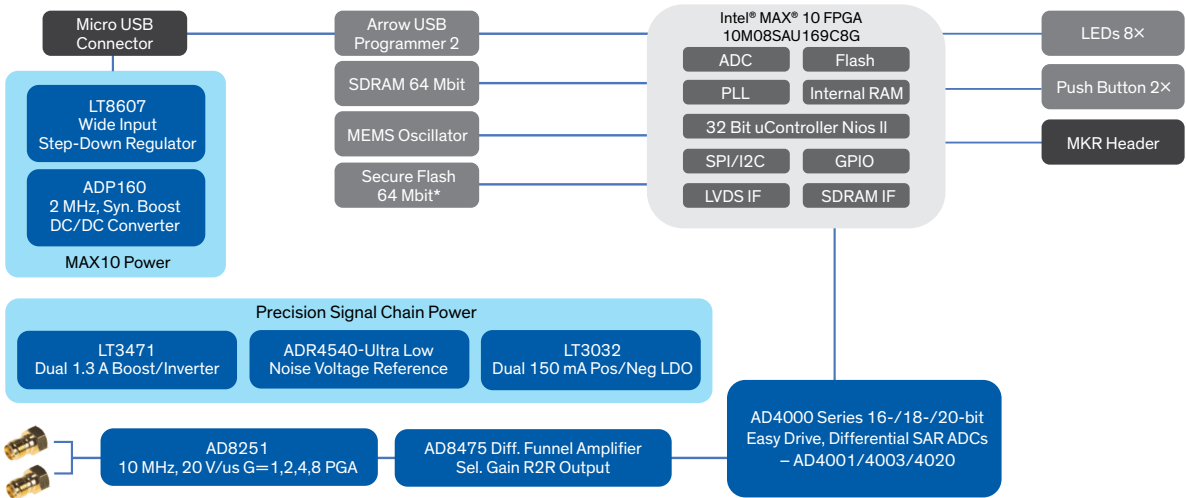 Micro USB
Connector
Arrow USB
Programmer 2
Intel® MAX® 10 FPGA
10M08SAU169C8G
LEDs 8×
ADC
Flash
SDRAM 64 Mbit
PLL
Internal RAM
Push Button 2×
LT8607
Wide Input
Step-Down Regulator
MEMS Oscillator
32 Bit uController Nios II
MKR Header
SPI/I2C
GPIO
Secure Flash
64 Mbit*
LVDS IF
SDRAM IF
ADP160
2 MHz, Syn. Boost
DC/DC Converter
MAX10 Power
Precision Signal Chain Power
LT3471
Dual 1.3 A Boost/Inverter
ADR4540-Ultra Low
Noise Voltage Reference
LT3032
Dual 150 mA Pos/Neg LDO
AD8251
10 MHz, 20 V/us G=1,2,4,8 PGA
AD8475 Diff. Funnel Amplifier
Sel. Gain R2R Output
AD4000 Series 16-/18-/20-bit
Easy Drive, Differential SAR ADCs
– AD4001/4003/4020